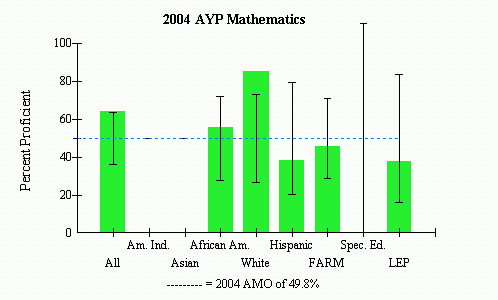 2004 AYP Mathematics
Percent Proficient
100
80
60
40
20
0
Am. Ind. African Am. Hispanic Spec. Ed.
All Asian White FARM LEP
--------- = 2004 AMO of 49.8%